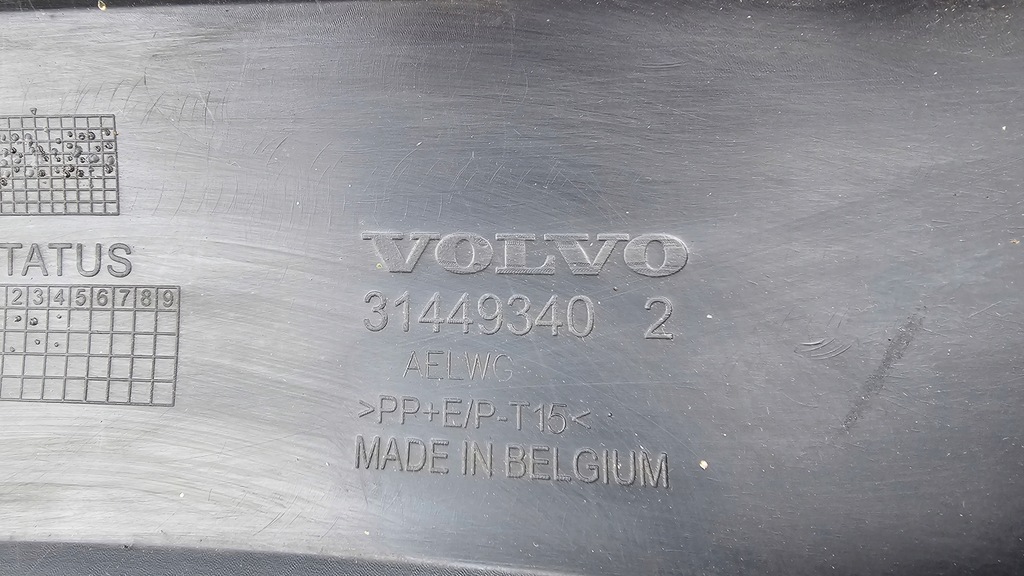 TATUS
2 3 4 5 6 7 8 9
VOLVO
31449340 2
AELWG
>PP+E/P-T15<
MADE IN BELGIUM